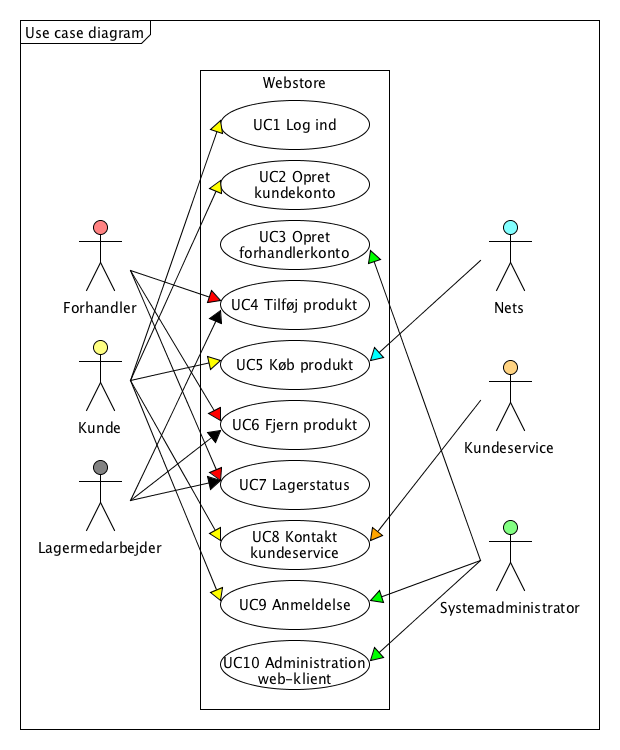 Use case diagram
Webstore
UC1 Log ind
UC2 Opret
kundekonto
UC3 Opret
forhandlerkonto
UC4 Tilføj produkt
UC5 Køb produkt
UC6 Fjern produkt
UC7 Lagerstatus
UC8 Kontakt
kundeservice
UC9 Anmeldelse
UC10 Administration
web-klient
Forhandler
Kunde
Lagermedarbejder
Nets
Kundeservice
Systemadministrator